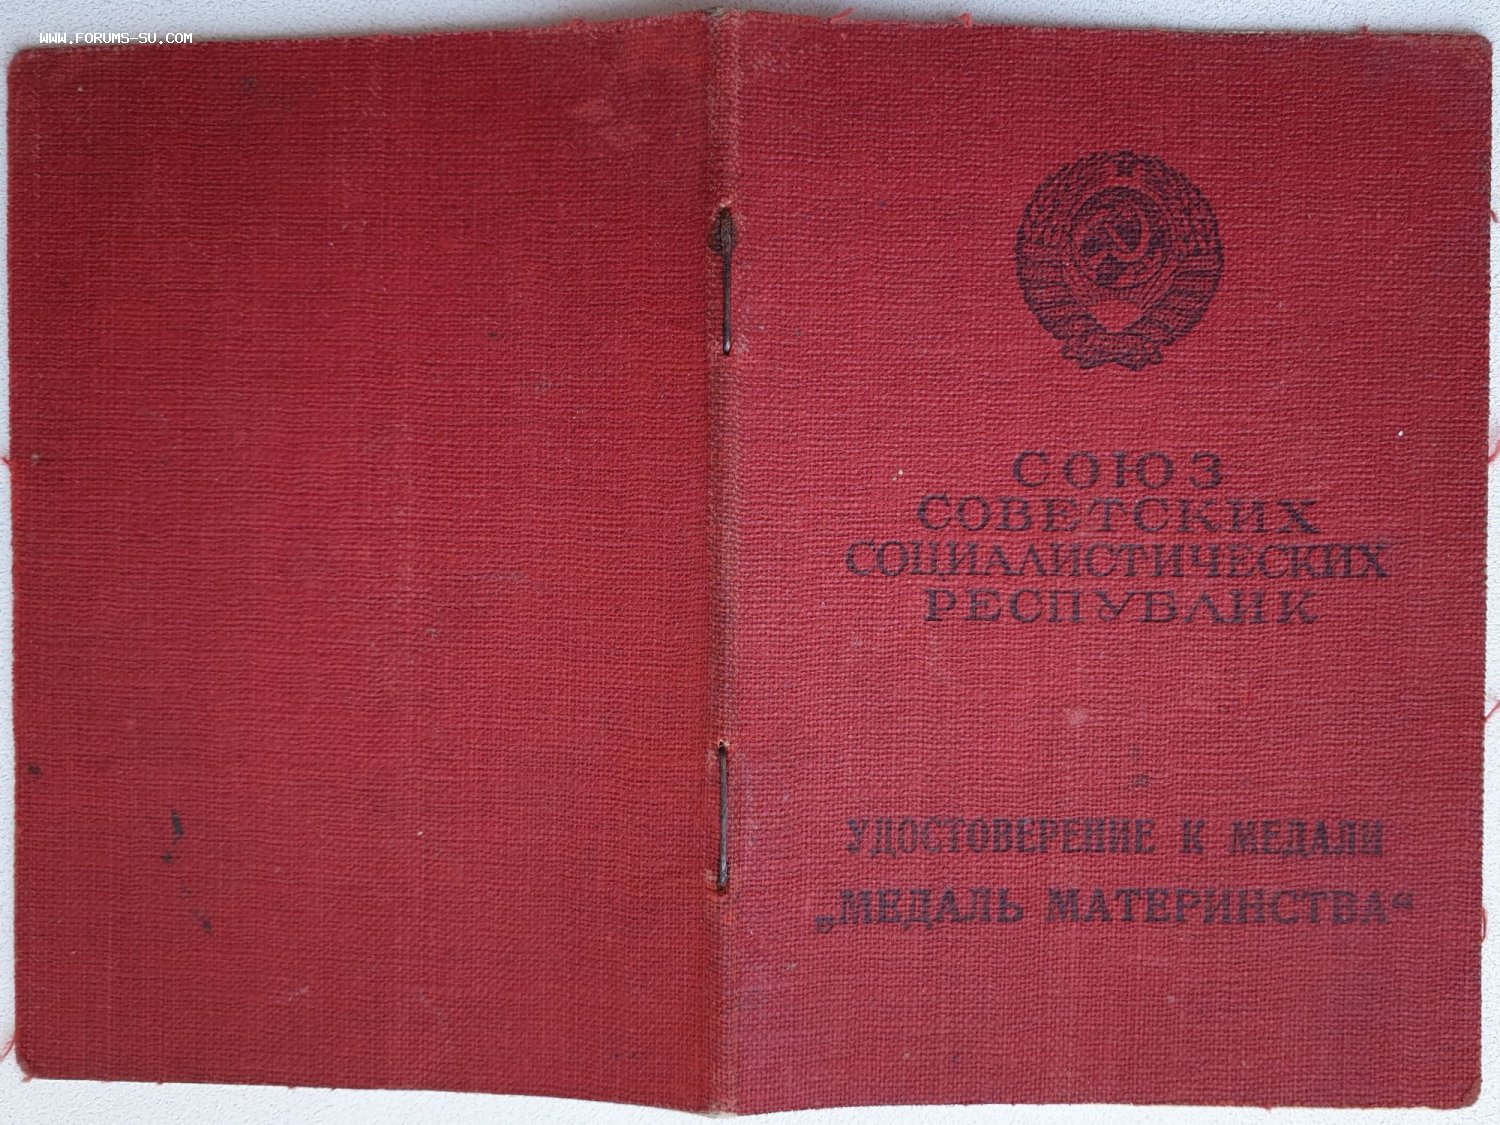 WWW.FORUMS-SU.COM
СОЮЗ
СОВЕТСКИХ
СОЦИАЛИСТИЧЕСКИХ
РЕСПУБЛИК
УДОСТОВЕРЕНИЕ К МЕДАЛИ
„МЕДАЛЬ МАТЕРИНСТВА“